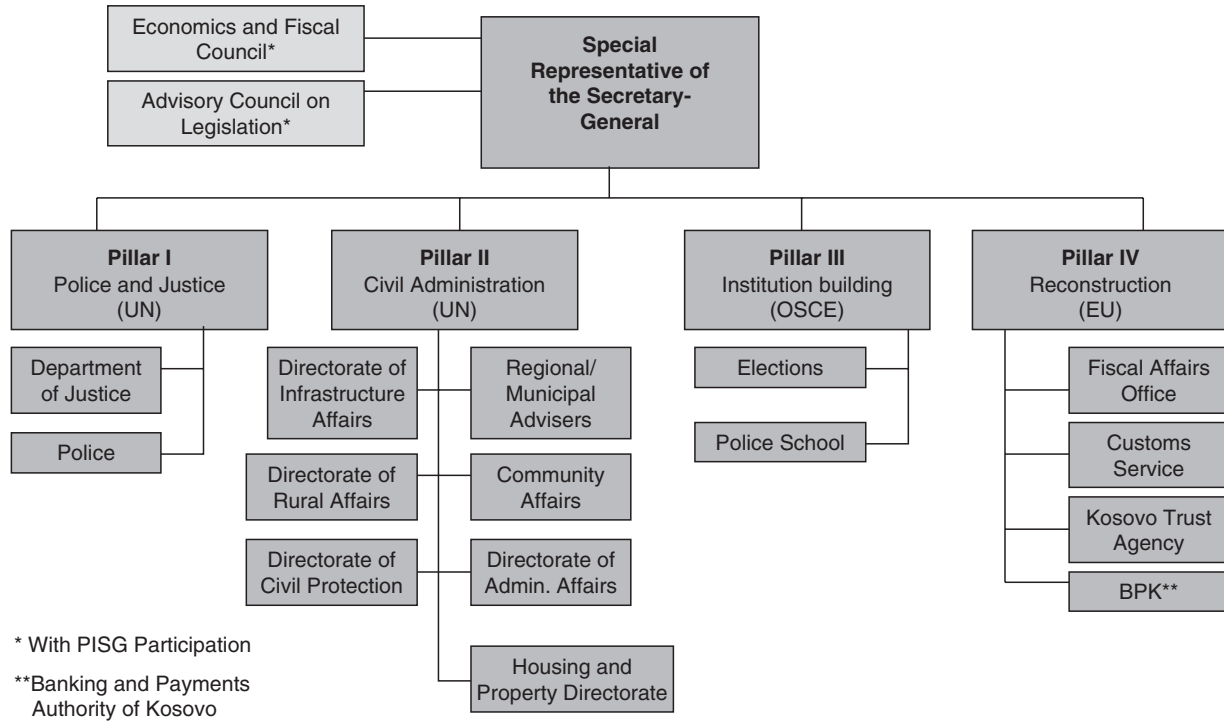 Economics and Fiscal
Council*
Advisory Council on
Legislation*
Special
Representative of
the Secretary-
General
Pillar I
Police and Justice
(UN)
Department
of Justice
Police
Pillar II
Civil Administration
(UN)
Directorate of
Infrastructure
Affairs
Regional/
Municipal
Advisers
Directorate of
Rural Affairs
Community
Affairs
Directorate of
Civil Protection
Directorate of
Admin. Affairs
Housing and
Property Directorate
Pillar III
Institution building
(OSCE)
Elections
Police School
Pillar IV
Reconstruction
(EU)
Fiscal Affairs
Office
Customs
Service
Kosovo Trust
Agency
BPK**
* With PISG Participation
**Banking and Payments
Authority of Kosovo